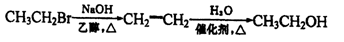 CH₃CH₂Br —NaOH/乙醇,△→ CH₂—CH₂ —H₂O/催化剂,△→ CH₃CH₂OH